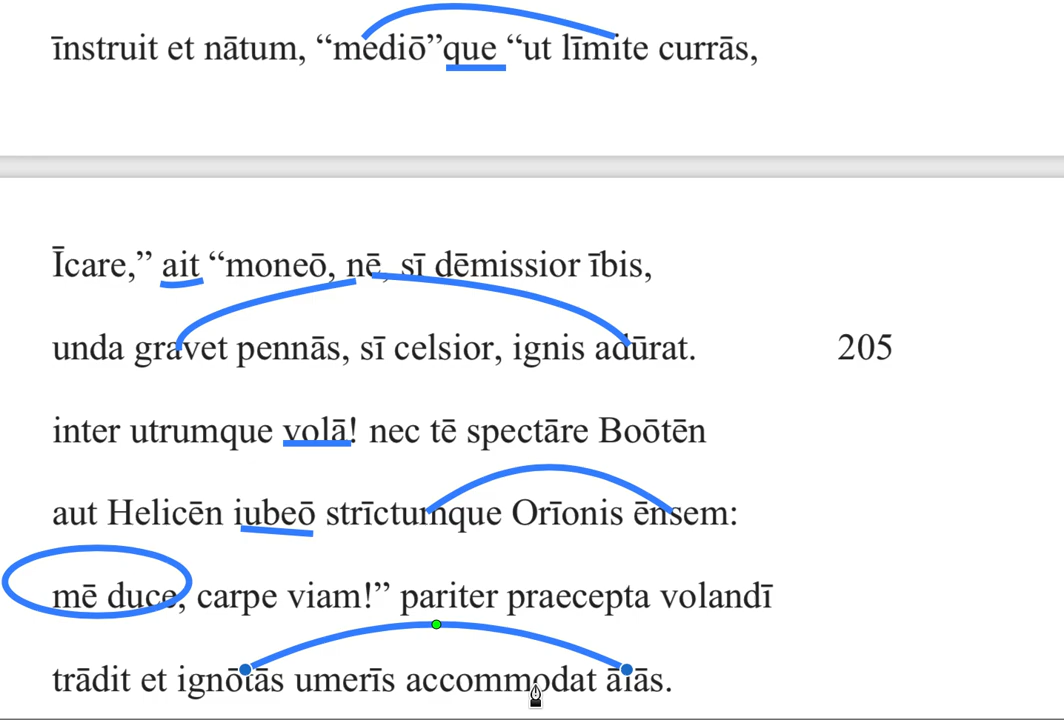 īnstruit et nātum, “mediō”que “ut līmite currās,
Īcare,” ait “moneō, nē, sī dēmissior ībis,
unda gravet pennās, sī celsior, ignis adūrat. 205
inter utrumque volā! nec tē spectāre Boōtēn
aut Helicēn iubeō strīctumque Orīonis ēnsem:
mē duce, carpe viam!” pariter praecepta volandī
trādit et ignōtās umerīs accommodat ālās.